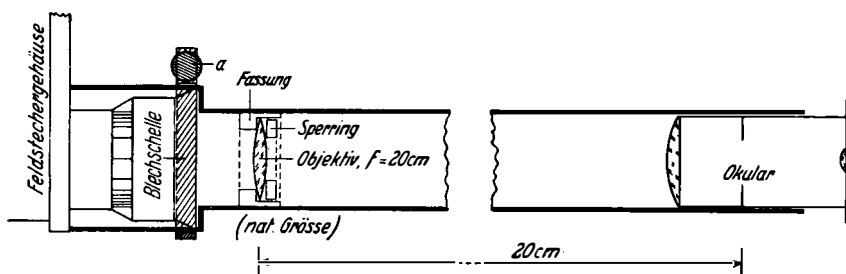 Feldstechergehäuse
Blechschelle
a
Fassung
Sperring
Objektiv, f = 20cm
(nat. Grösse)
Okular
20cm